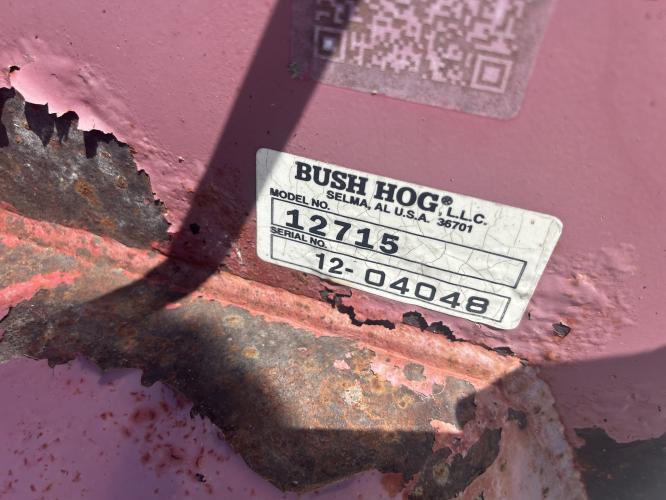 BUSH HOG®, L.L.C.
SELMA, AL U.S.A. 36701
MODEL NO.
12715
SERIAL NO.
12-04048